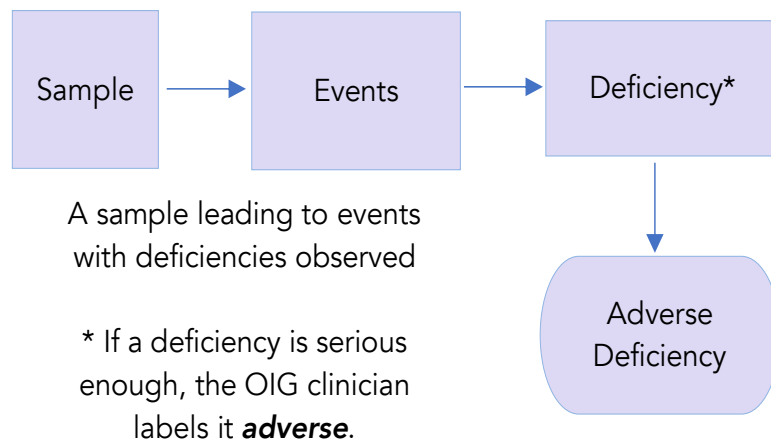 Sample
Events
Deficiency*
A sample leading to events
with deficiencies observed
Adverse
Deficiency
* If a deficiency is serious
enough, the OIG clinician
labels it adverse.